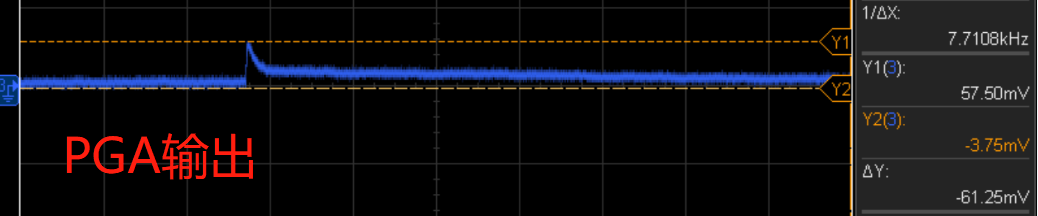 1/ΔX:
7.7108kHz
Y1
Y1(3):
57.50mV
3
Y2
Y2(3):
-3.75mV
PGA输出
ΔY:
-61.25mV